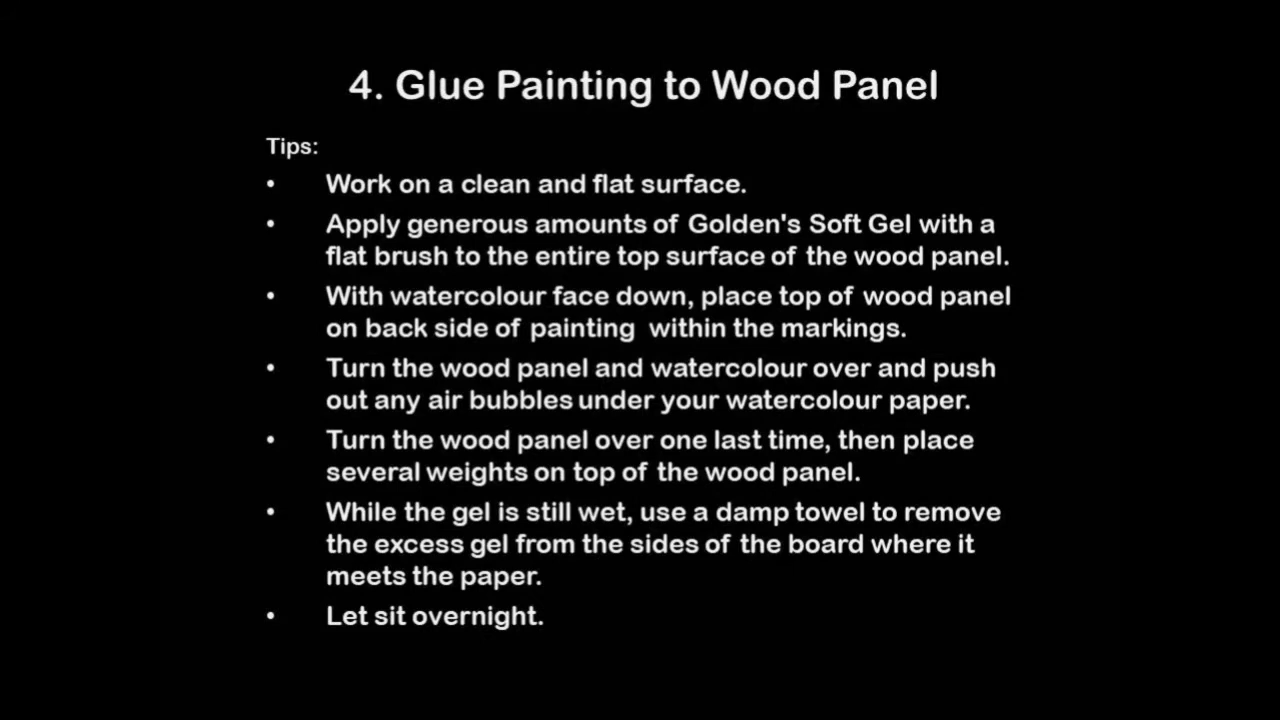 4. Glue Painting to Wood Panel
Tips:
• Work on a clean and flat surface.
• Apply generous amounts of Golden's Soft Gel with a
flat brush to the entire top surface of the wood panel.
• With watercolour face down, place top of wood panel
on back side of painting within the markings.
• Turn the wood panel and watercolour over and push
out any air bubbles under your watercolour paper.
• Turn the wood panel over one last time, then place
several weights on top of the wood panel.
• While the gel is still wet, use a damp towel to remove
the excess gel from the sides of the board where it
meets the paper.
• Let sit overnight.